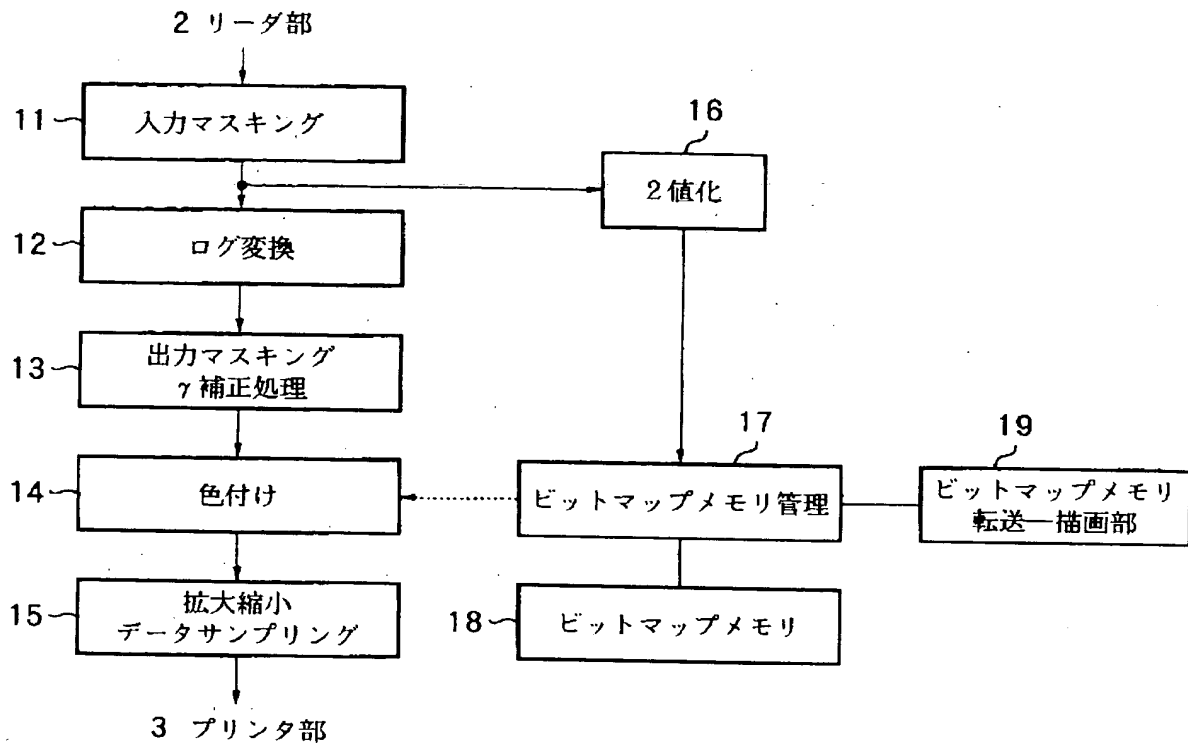 2 リーダ部
11
入力マスキング
16
2値化
12
ログ変換
13
出力マスキング
γ補正処理
17
19
14
色付け
ビットマップメモリ管理
ビットマップメモリ
転送―描画部
15
拡大縮小
データサンプリング
18
ビットマップメモリ
3 プリンタ部